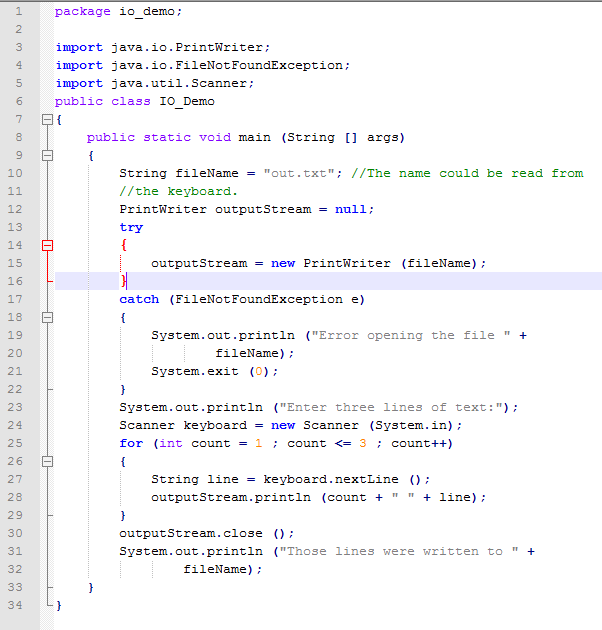 1 package io_demo;
2
3 import java.io.PrintWriter;
4 import java.io.FileNotFoundException;
5 import java.util.Scanner;
6 public class IO_Demo
7 {
8     public static void main (String [] args)
9     {
10         String fileName = "out.txt"; //The name could be read from
11         //the keyboard.
12         PrintWriter outputStream = null;
13         try
14         {
15             outputStream = new PrintWriter (fileName);
16         }
17         catch (FileNotFoundException e)
18         {
19             System.out.println ("Error opening the file " +
20                     fileName);
21             System.exit (0);
22         }
23         System.out.println ("Enter three lines of text:");
24         Scanner keyboard = new Scanner (System.in);
25         for (int count = 1 ; count <= 3 ; count++)
26         {
27             String line = keyboard.nextLine ();
28             outputStream.println (count + " " + line);
29         }
30         outputStream.close ();
31         System.out.println ("Those lines were written to " +
32                 fileName);
33     }
34 }